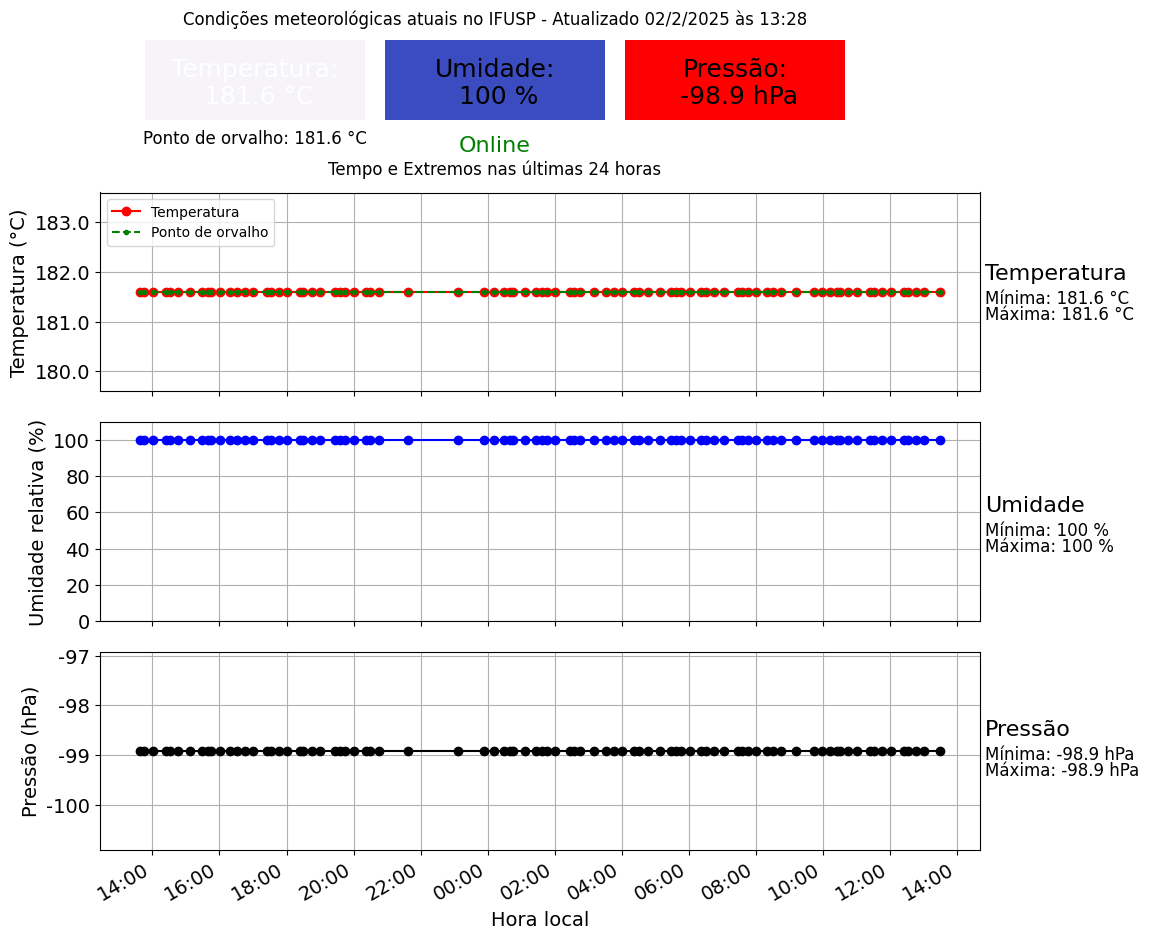 Condições meteorológicas atuais no IFUSP - Atualizado 02/2/2025 às 13:28
Temperatura:
181.6 °C
Umidade:
100 %
Pressão:
-98.9 hPa
Ponto de orvalho: 181.6 °C
Online
Tempo e Extremos nas últimas 24 horas
Temperatura (°C)
183.0
182.0
181.0
180.0
Temperatura
Ponto de orvalho
Temperatura
Mínima: 181.6 °C
Máxima: 181.6 °C
Umidade relativa (%)
100
80
60
40
20
0
Umidade
Mínima: 100 %
Máxima: 100 %
Pressão (hPa)
-97
-98
-99
-100
Pressão
Mínima: -98.9 hPa
Máxima: -98.9 hPa
14:00 16:00 18:00 20:00 22:00 00:00 02:00 04:00 06:00 08:00 10:00 12:00 14:00
Hora local